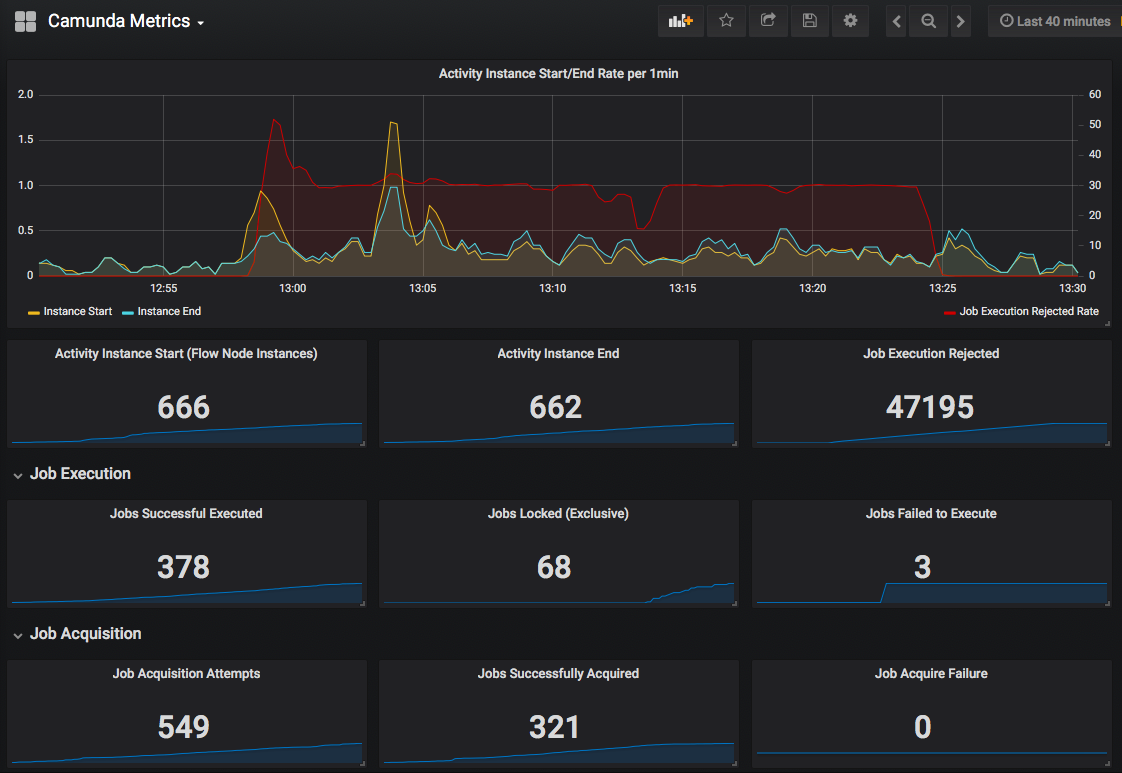 Camunda Metrics
Last 40 minutes
Activity Instance Start/End Rate per 1min
2.0
1.5
1.0
0.5
0
60
50
40
30
20
10
0
12:55 13:00 13:05 13:10 13:15 13:20 13:25 13:30
Instance Start Instance End Job Execution Rejected Rate
Activity Instance Start (Flow Node Instances)
666
Activity Instance End
662
Job Execution Rejected
47195
Job Execution
Jobs Successful Executed
378
Jobs Locked (Exclusive)
68
Jobs Failed to Execute
3
Job Acquisition
Job Acquisition Attempts
549
Jobs Successfully Acquired
321
Job Acquire Failure
0